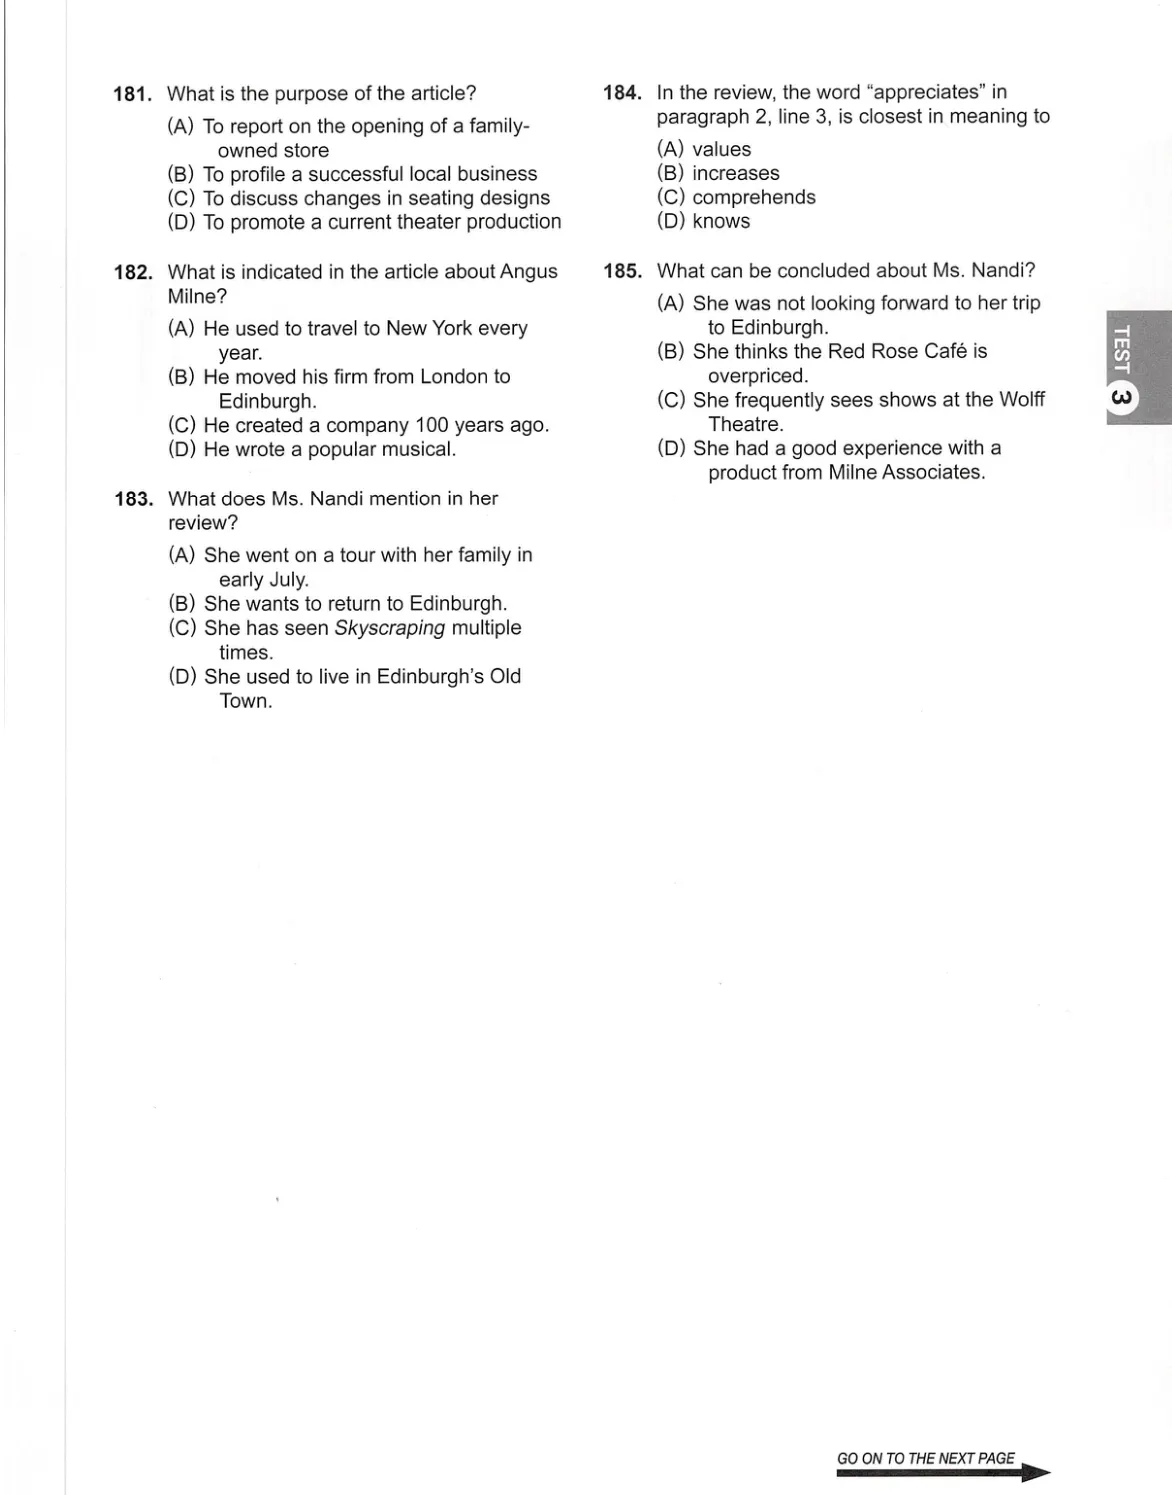 181. What is the purpose of the article?
(A) To report on the opening of a family-
owned store
(B) To profile a successful local business
(C) To discuss changes in seating designs
(D) To promote a current theater production
182. What is indicated in the article about Angus
Milne?
(A) He used to travel to New York every
year.
(B) He moved his firm from London to
Edinburgh.
(C) He created a company 100 years ago.
(D) He wrote a popular musical.
183. What does Ms. Nandi mention in her
review?
(A) She went on a tour with her family in
early July.
(B) She wants to return to Edinburgh.
(C) She has seen Skyscraping multiple
times.
(D) She used to live in Edinburgh's Old
Town.
184. In the review, the word “appreciates” in
paragraph 2, line 3, is closest in meaning to
(A) values
(B) increases
(C) comprehends
(D) knows
185. What can be concluded about Ms. Nandi?
(A) She was not looking forward to her trip
to Edinburgh.
(B) She thinks the Red Rose Café is
overpriced.
(C) She frequently sees shows at the Wolff
Theatre.
(D) She had a good experience with a
product from Milne Associates.
TEST 3
GO ON TO THE NEXT PAGE